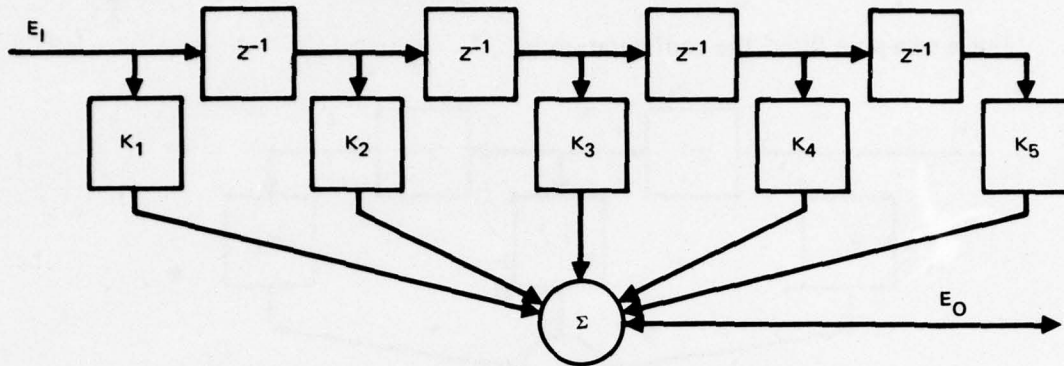 E_I
Z^-1 Z^-1 Z^-1 Z^-1
K_1 K_2 K_3 K_4 K_5
Σ
E_O